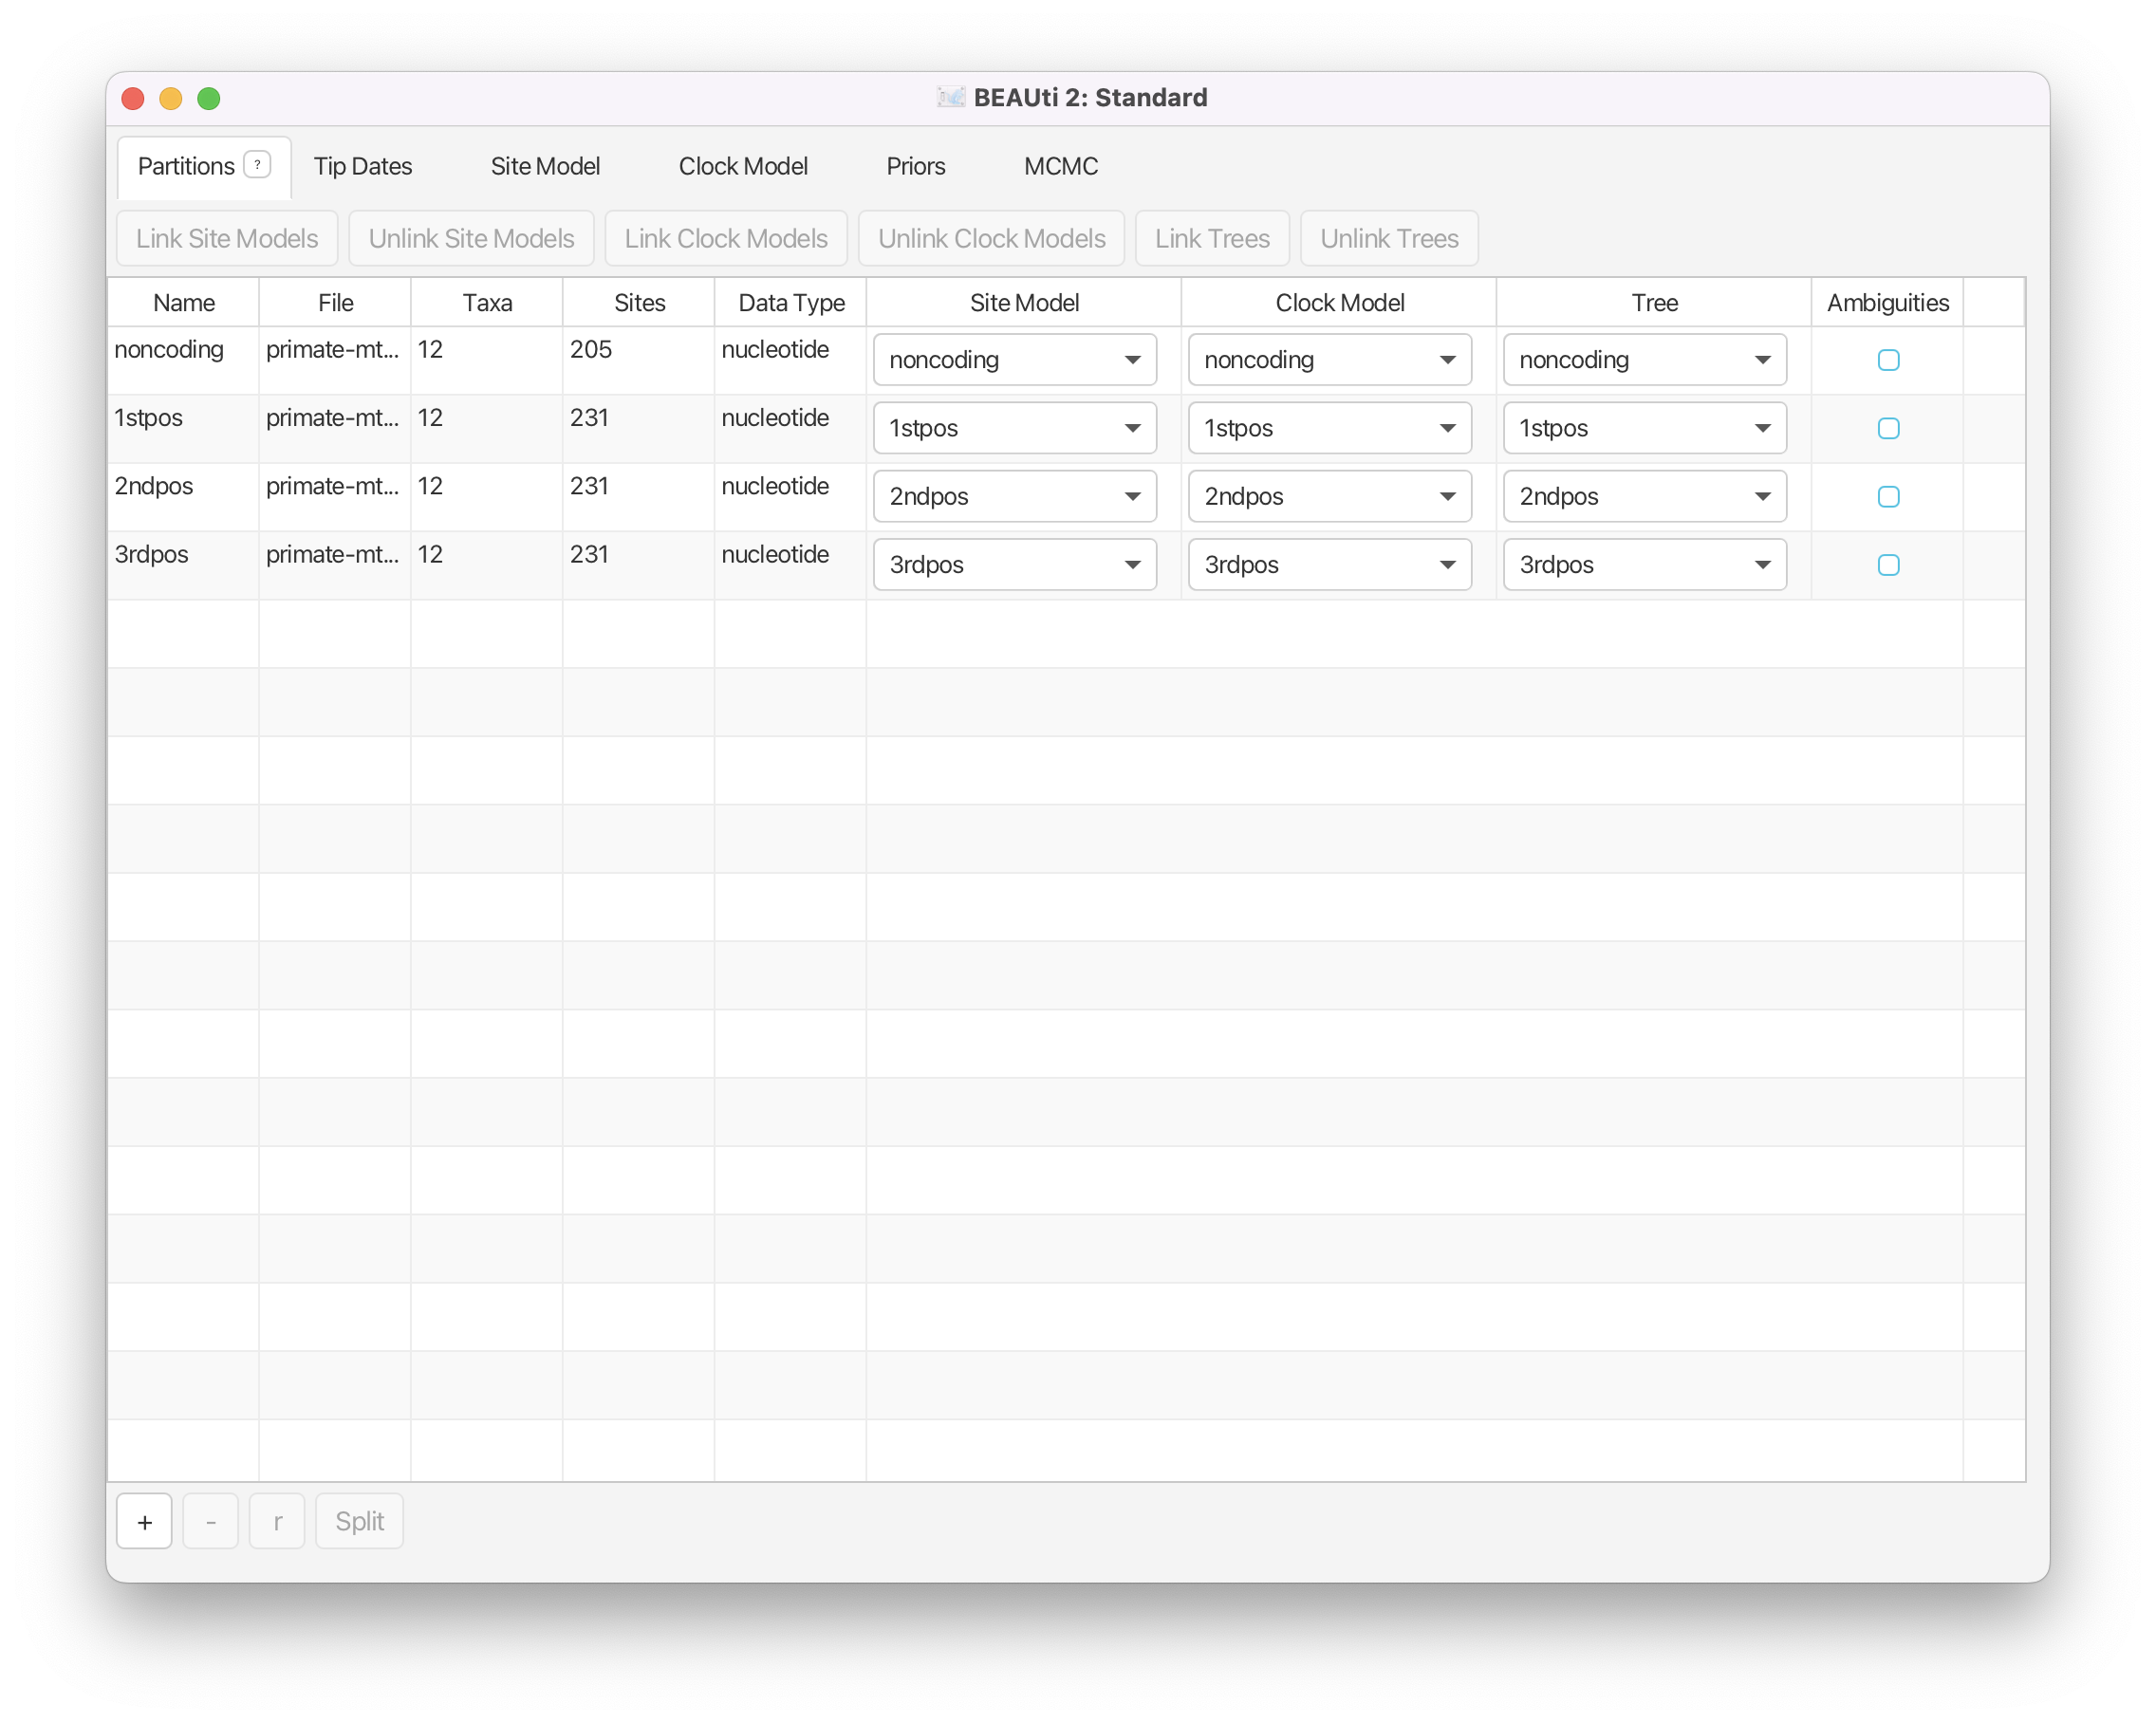 BEAUti 2: Standard
Partitions ? Tip Dates Site Model Clock Model Priors MCMC
Link Site Models Unlink Site Models Link Clock Models Unlink Clock Models Link Trees Unlink Trees
Name File Taxa Sites Data Type Site Model Clock Model Tree Ambiguities
noncoding primate-mt... 12 205 nucleotide noncoding noncoding noncoding
1stpos primate-mt... 12 231 nucleotide 1stpos 1stpos 1stpos
2ndpos primate-mt... 12 231 nucleotide 2ndpos 2ndpos 2ndpos
3rdpos primate-mt... 12 231 nucleotide 3rdpos 3rdpos 3rdpos
+ - r Split